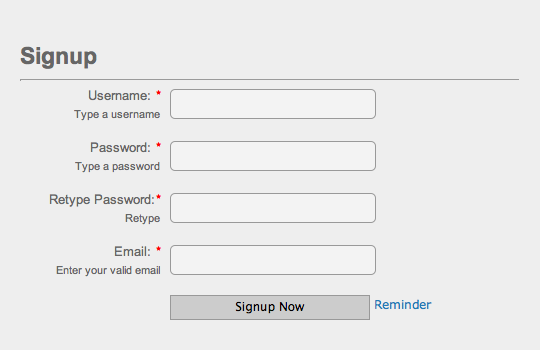 Signup
Username: *
Type a username
Password: *
Type a password
Retype Password:*
Retype
Email: *
Enter your valid email
Signup Now Reminder